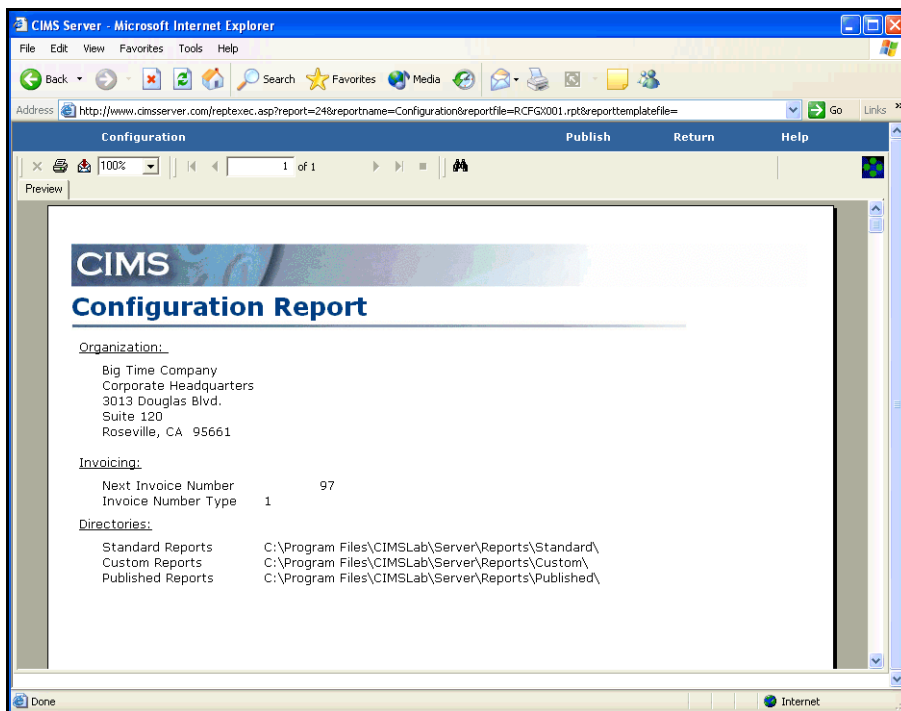 CIMS Server - Microsoft Internet Explorer
File Edit View Favorites Tools Help
Back Search Favorites Media
Address http://www.cimsserver.com/reptexec.asp?report=24&reportname=Configuration&reportfile=RCFGX001.rpt&reporttemplatefile= Go Links »
Configuration Publish Return Help
100% 1 of 1
Preview
CIMS
Configuration Report
Organization:
Big Time Company
Corporate Headquarters
3013 Douglas Blvd.
Suite 120
Roseville, CA 95661
Invoicing:
Next Invoice Number 97
Invoice Number Type 1
Directories:
Standard Reports C:\Program Files\CIMSLab\Server\Reports\Standard\
Custom Reports C:\Program Files\CIMSLab\Server\Reports\Custom\
Published Reports C:\Program Files\CIMSLab\Server\Reports\Published\
Done Internet